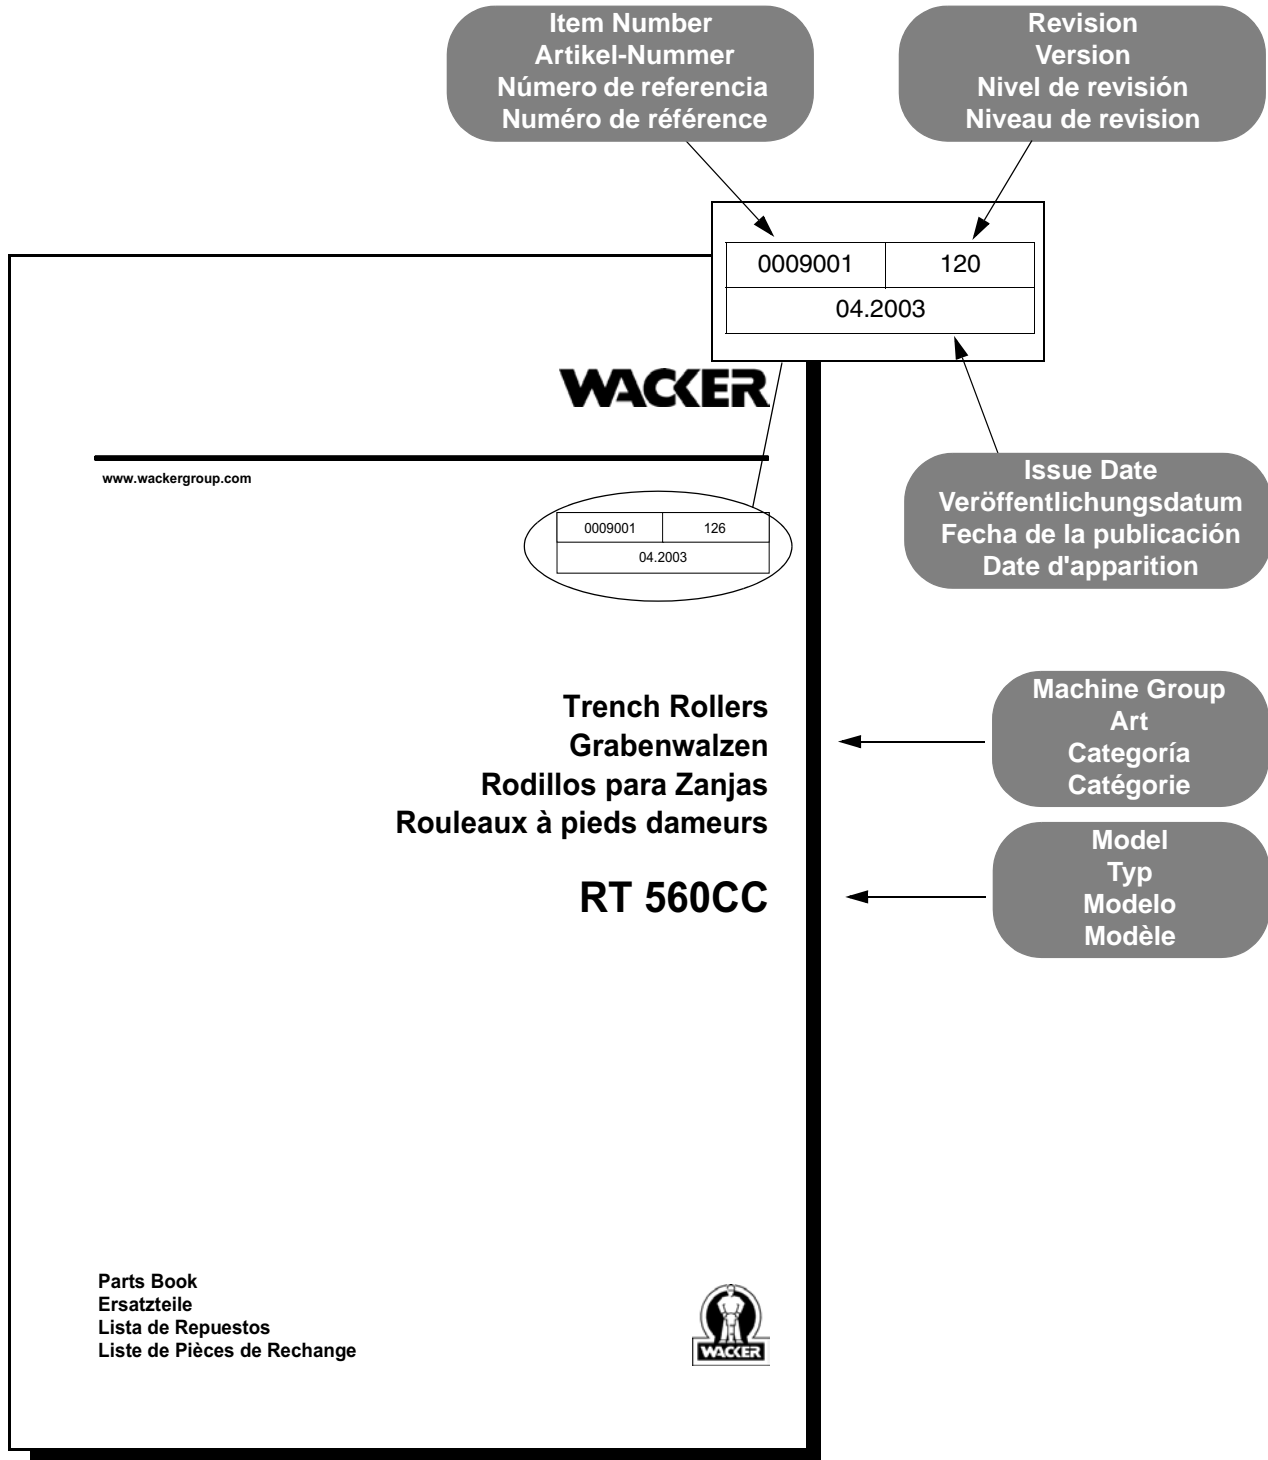 Item Number
Artikel-Nummer
Número de referencia
Numéro de référence
Revision
Version
Nivel de revisión
Niveau de revision
0009001 120
04.2003
WACKER
www.wackergroup.com
0009001 126
04.2003
Issue Date
Veröffentlichungsdatum
Fecha de la publicación
Date d'apparition
Trench Rollers
Grabenwalzen
Rodillos para Zanjas
Rouleaux à pieds dameurs
Machine Group
Art
Categoría
Catégorie
RT 560CC
Model
Typ
Modelo
Modèle
Parts Book
Ersatzteile
Lista de Repuestos
Liste de Pièces de Rechange
WACKER